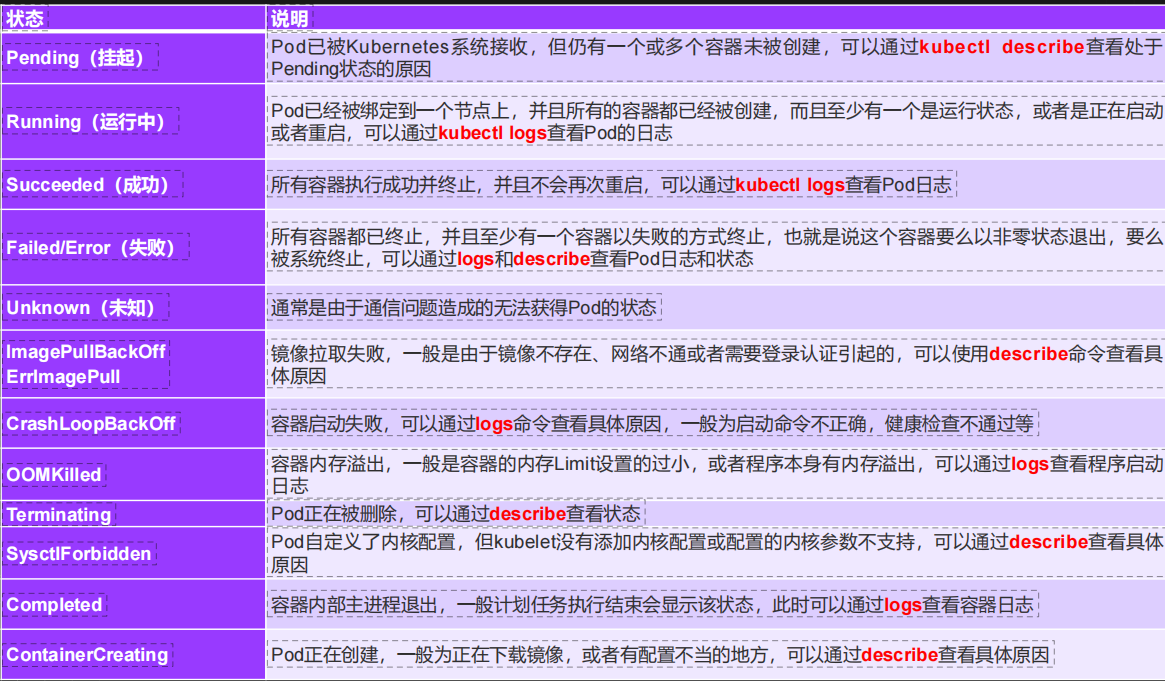 状态
说明
Pending（挂起）
Pod已被Kubernetes系统接收，但仍有一个或多个容器未被创建，可以通过kubectl describe查看处于
Pending状态的原因
Running（运行中）
Pod已经被绑定到一个节点上，并且所有的容器都已经被创建，而且至少有一个是运行状态，或者是正在启动
或者重启，可以通过kubectl logs查看Pod的日志
Succeeded（成功）
所有容器执行成功并终止，并且不会再次重启，可以通过kubectl logs查看Pod日志
Failed/Error（失败）
所有容器都已终止，并且至少有一个容器以失败的方式终止，也就是说这个容器要么以非零状态退出，要么
被系统终止，可以通过logs和describe查看Pod日志和状态
Unknown（未知）
通常是由于通信问题造成的无法获得Pod的状态
ImagePullBackOff
ErrImagePull
镜像拉取失败，一般是由于镜像不存在、网络不通或者需要登录认证引起的，可以使用describe命令查看具
体原因
CrashLoopBackOff
容器启动失败，可以通过logs命令查看具体原因，一般为启动命令不正确，健康检查不通过等
OOMKilled
容器内存溢出，一般是容器的内存Limit设置的过小，或者程序本身有内存溢出，可以通过logs查看程序启动
日志
Terminating
Pod正在被删除，可以通过describe查看状态
SysctlForbidden
Pod自定义了内核配置，但kubelet没有添加内核配置或配置的内核参数不支持，可以通过describe查看具体
原因
Completed
容器内部主进程退出，一般计划任务执行结束会显示该状态，此时可以通过logs查看容器日志
ContainerCreating
Pod正在创建，一般为正在下载镜像，或者有配置不当的地方，可以通过describe查看具体原因